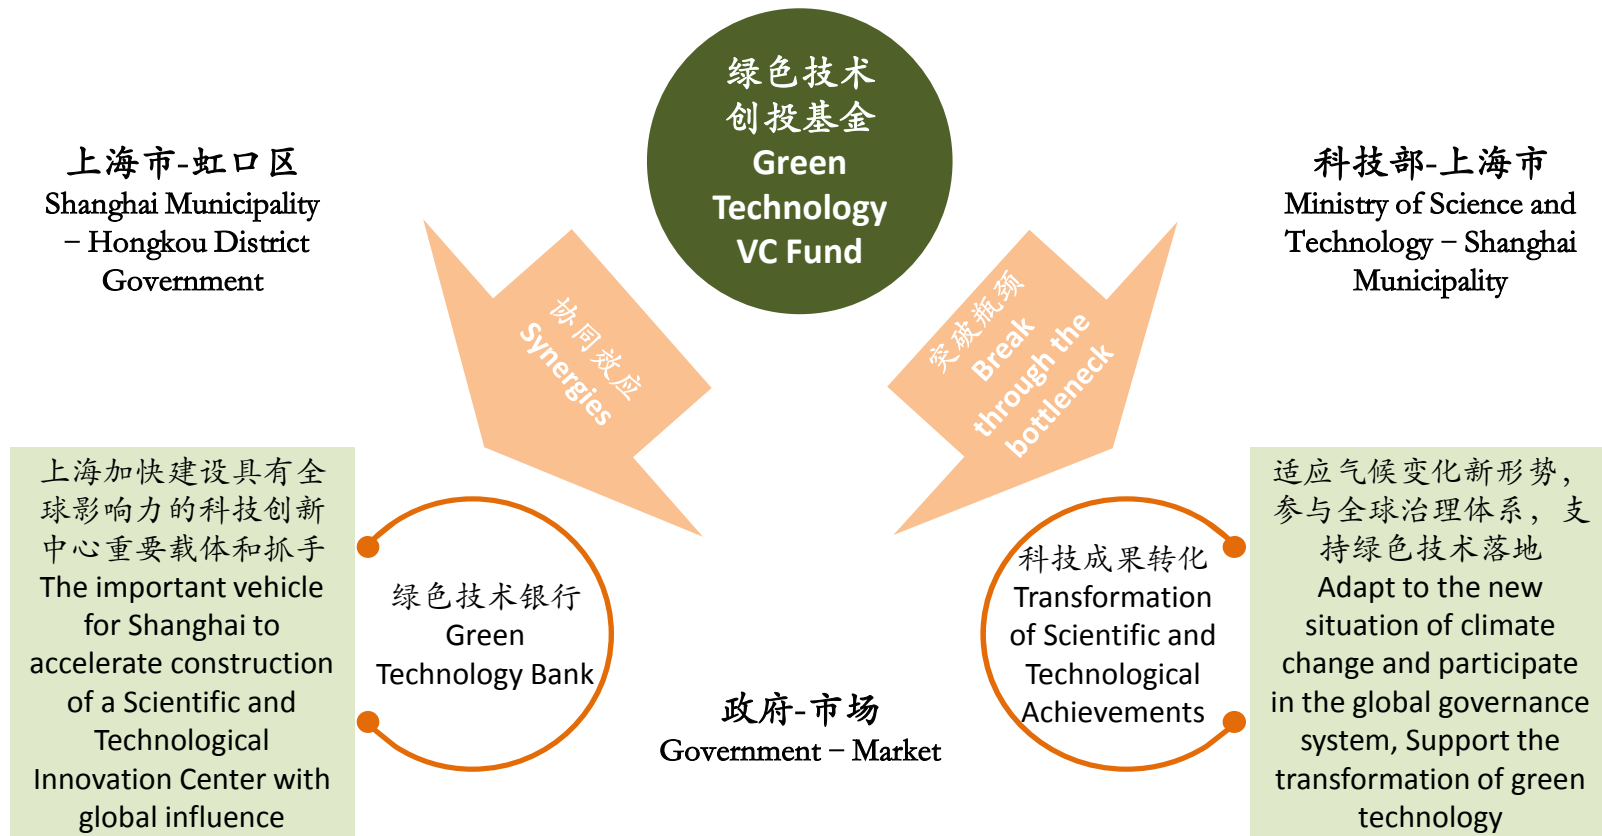 绿色技术
创投基金
Green
Technology
VC Fund
上海市-虹口区
Shanghai Municipality
– Hongkou District
Government
科技部-上海市
Ministry of Science and
Technology – Shanghai
Municipality
协同效应
Synergies
突破瓶颈
Break
through the
bottleneck
上海加快建设具有全
球影响力的科技创新
中心重要载体和抓手
The important vehicle
for Shanghai to
accelerate construction
of a Scientific and
Technological
Innovation Center with
global influence
绿色技术银行
Green
Technology Bank
政府-市场
Government – Market
科技成果转化
Transformation
of Scientific and
Technological
Achievements
适应气候变化新形势，
参与全球治理体系，支
持绿色技术落地
Adapt to the new
situation of climate
change and participate
in the global governance
system, Support the
transformation of green
technology